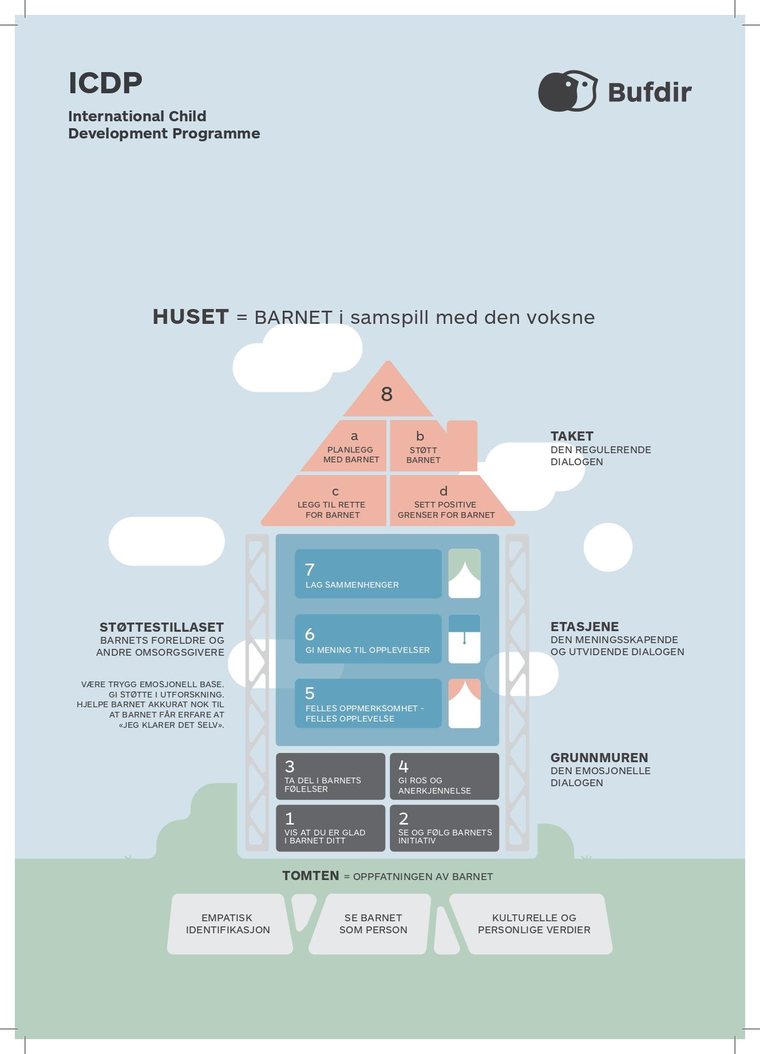 ICDP
International Child
Development Programme
Bufdir
HUSET = BARNET i samspill med den voksne
8
a
PLANLEGG
MED BARNET
b
STØTT
BARNET
c
LEGG TIL RETTE
FOR BARNET
d
SETT POSITIVE
GRENSER FOR BARNET
TAKET
DEN REGULERENDE
DIALOGEN
7
LAG SAMMENHENGER
6
GI MENING TIL OPPLEVELSER
5
FELLES OPPMERKSOMHET -
FELLES OPPLEVELSE
STØTTESTILLASET
BARNETS FORELDRE OG
ANDRE OMSORGSGIVERE
VÆRE TRYGG EMOSJONELL BASE.
GI STØTTE I UTFORSKNING.
HJELPE BARNET AKKURAT NOK TIL
AT BARNET FÅR ERFARE AT
«JEG KLARER DET SELV».
ETASJENE
DEN MENINGSSKAPENDE
OG UTVIDENDE DIALOGEN
3
TA DEL I BARNETS
FØLELSER
4
GI ROS OG
ANERKJENNELSE
1
VIS AT DU ER GLAD
I BARNET DITT
2
SE OG FØLG BARNETS
INITIATIV
GRUNNMUREN
DEN EMOSJONELLE
DIALOGEN
TOMTEN = OPPFATNINGEN AV BARNET
EMPATISK
IDENTIFIKASJON
SE BARNET
SOM PERSON
KULTURELLE OG
PERSONLIGE VERDIER